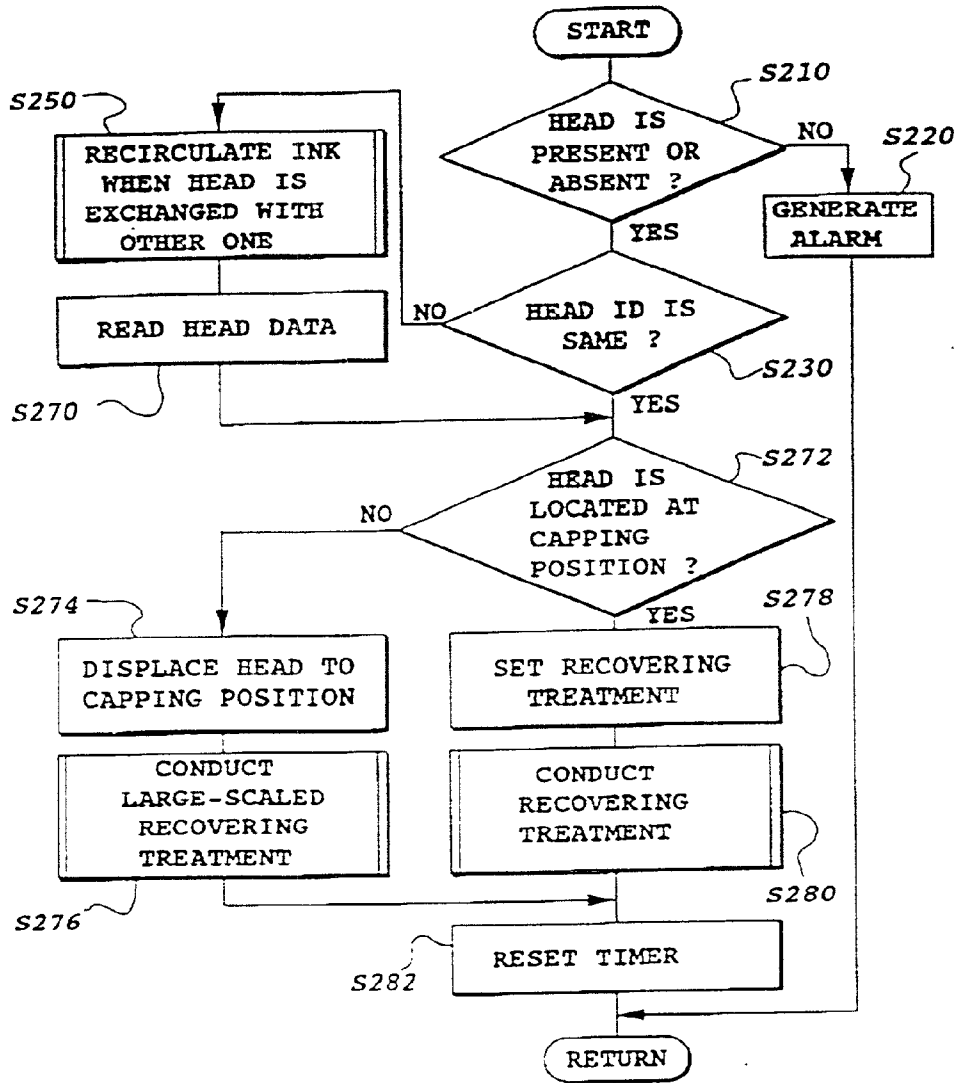 START
S210
HEAD IS
PRESENT OR
ABSENT ?
NO
S220
GENERATE
ALARM
YES
S250
RECIRCULATE INK
WHEN HEAD IS
EXCHANGED WITH
OTHER ONE
NO
HEAD ID IS
SAME ?
S230
READ HEAD DATA
S270
YES
S272
HEAD IS
LOCATED AT
CAPPING
POSITION ?
NO
YES
S274
DISPLACE HEAD TO
CAPPING POSITION
S278
SET RECOVERING
TREATMENT
CONDUCT
LARGE-SCALED
RECOVERING
TREATMENT
S276
CONDUCT
RECOVERING
TREATMENT
S280
RESET TIMER
S282
RETURN